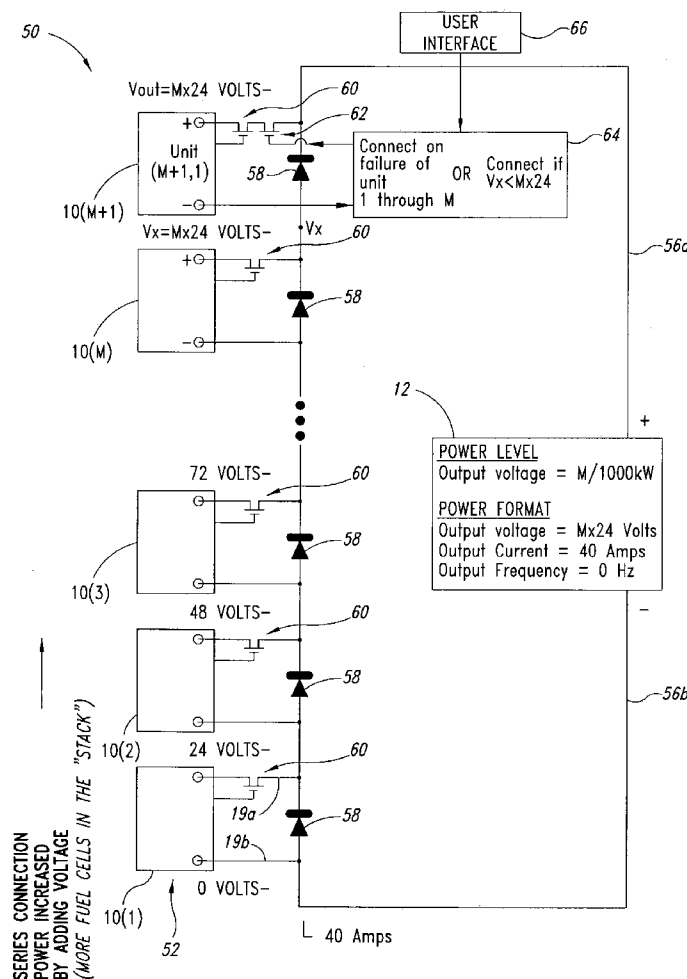 50
USER
INTERFACE
66
Vout=Mx24 VOLTS-
60
62
64
+
Unit
(M+1,1)
-
58
Connect on
failure of
unit
1 through M
OR
Connect if
Vx<Mx24
10(M+1)
Vx=Mx24 VOLTS-
60
Vx
56a
+
-
58
10(M)
12
+
POWER LEVEL
Output voltage = M/1000kW
POWER FORMAT
Output voltage = Mx24 Volts
Output Current = 40 Amps
Output Frequency = 0 Hz
-
72 VOLTS-
60
58
10(3)
48 VOLTS-
60
58
10(2)
56b
24 VOLTS-
60
19a
58
19b
0 VOLTS-
10(1)
52
40 Amps
SERIES CONNECTION
POWER INCREASED
BY ADDING VOLTAGE
(MORE FUEL CELLS IN THE "STACK")